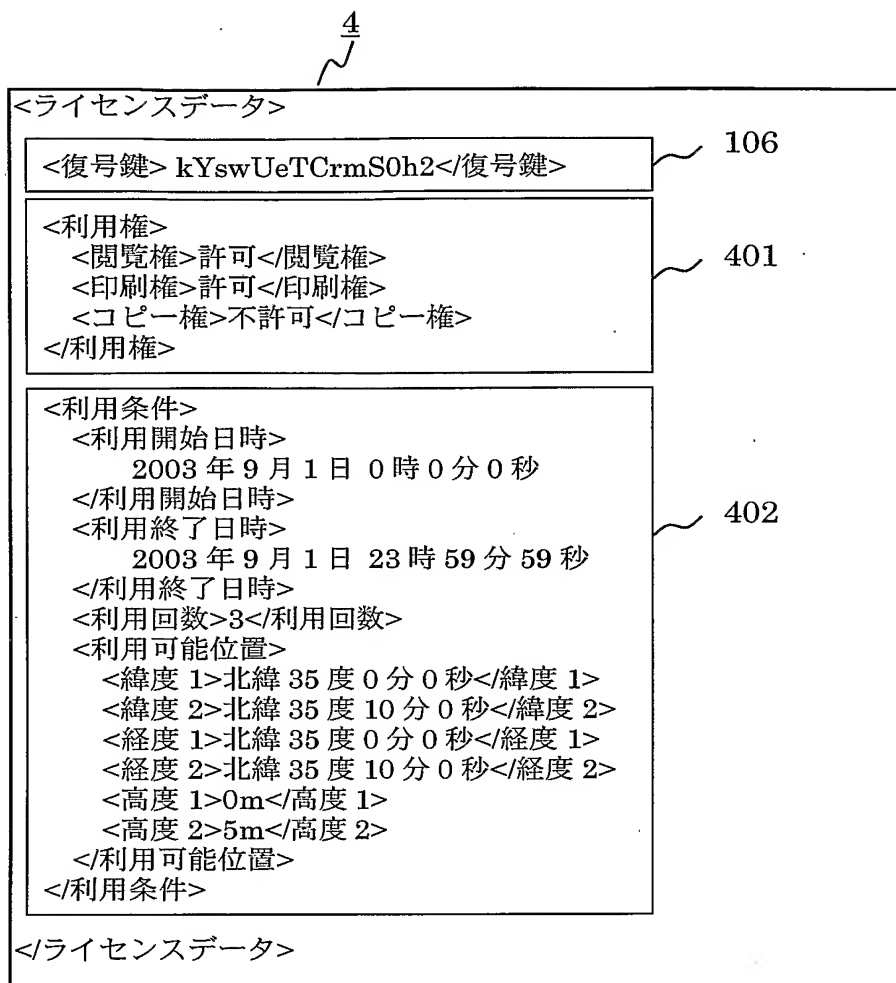 4
<ライセンスデータ>
<復号鍵> kYswUeTCrmS0h2</復号鍵>
106
<利用権>
<閲覧権>許可</閲覧権>
<印刷権>許可</印刷権>
<コピー権>不許可</コピー権>
</利用権>
401
<利用条件>
<利用開始日時>
2003 年 9 月 1 日 0 時 0 分 0 秒
</利用開始日時>
<利用終了日時>
2003 年 9 月 1 日 23 時 59 分 59 秒
</利用終了日時>
<利用回数>3</利用回数>
<利用可能位置>
<緯度 1>北緯 35 度 0 分 0 秒</緯度 1>
<緯度 2>北緯 35 度 10 分 0 秒</緯度 2>
<経度 1>北緯 35 度 0 分 0 秒</経度 1>
<経度 2>北緯 35 度 10 分 0 秒</経度 2>
<高度 1>0m</高度 1>
<高度 2>5m</高度 2>
</利用可能位置>
</利用条件>
402
</ライセンスデータ>